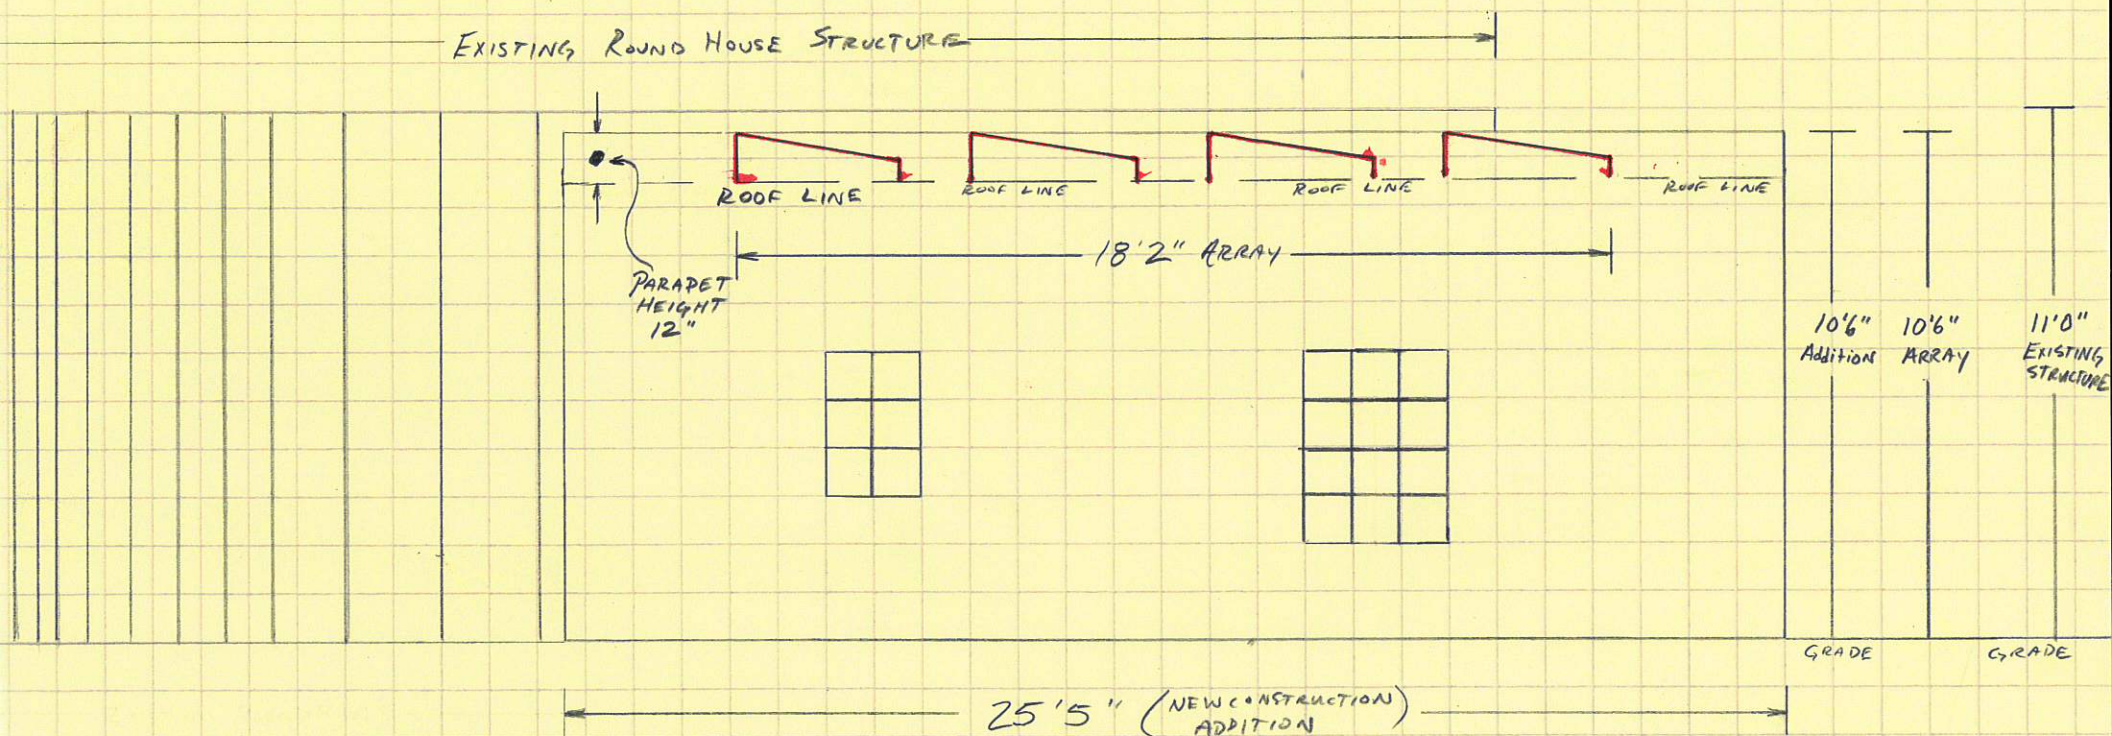 EXISTING ROUND HOUSE STRUCTURE
ROOF LINE
ROOF LINE
ROOF LINE
ROOF LINE
18'2" ARRAY
PARAPET
HEIGHT
12"
10'6"
Addition
10'6"
ARRAY
11'0"
EXISTING
STRUCTURE
GRADE
GRADE
25'5" (NEW CONSTRUCTION)
ADDITION